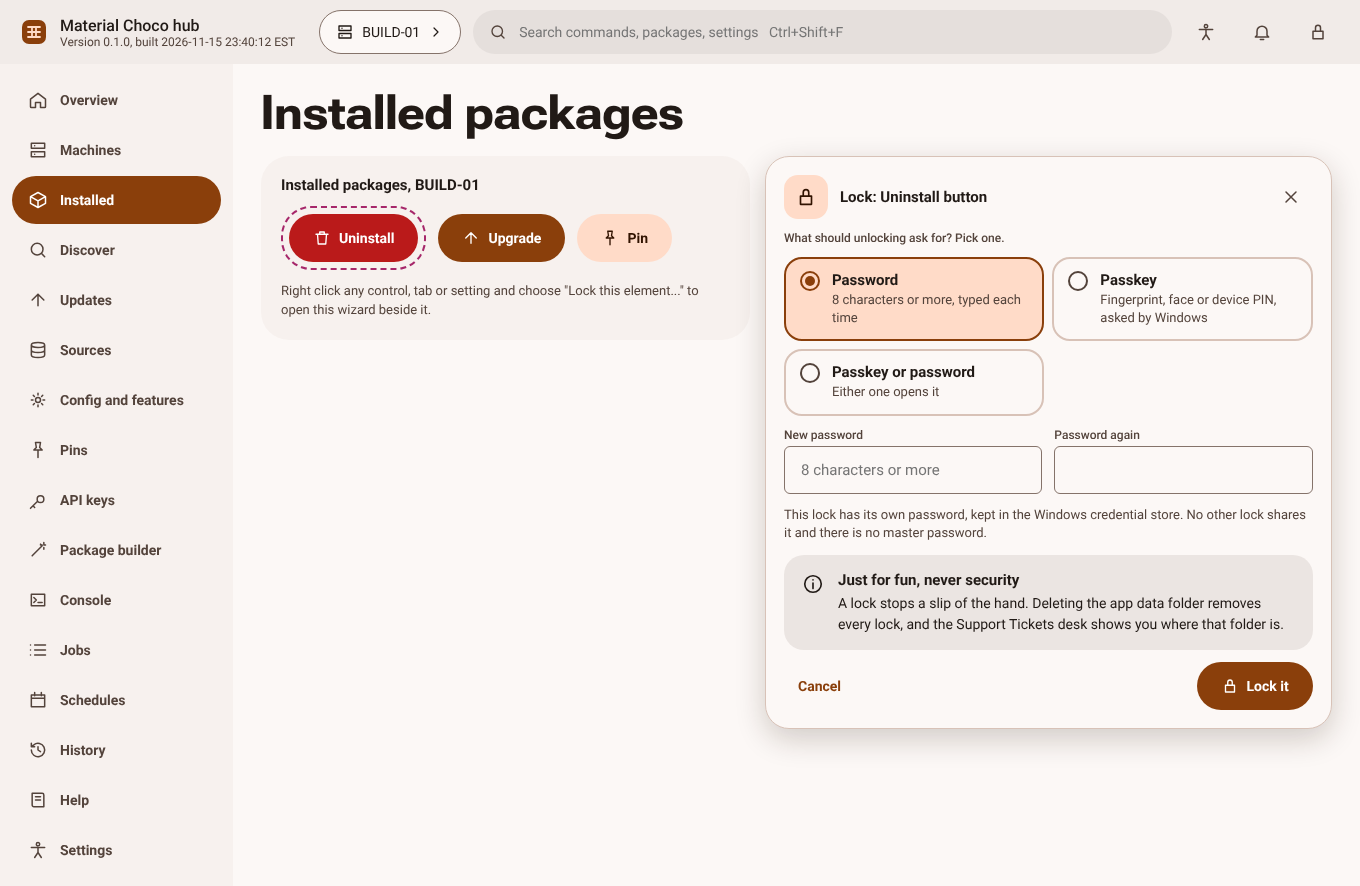 Material Choco hub
Version 0.1.0, built 2026-11-15 23:40:12 EST
BUILD-01
Search commands, packages, settings Ctrl+Shift+F
Overview
Machines
Installed
Discover
Updates
Sources
Config and features
Pins
API keys
Package builder
Console
Jobs
Schedules
History
Help
Settings
Installed packages
Installed packages, BUILD-01
Uninstall
Upgrade
Pin
Right click any control, tab or setting and choose "Lock this element..." to
open this wizard beside it.
Lock: Uninstall button
What should unlocking ask for? Pick one.
Password
8 characters or more, typed each
time
Passkey
Fingerprint, face or device PIN,
asked by Windows
Passkey or password
Either one opens it
New password
Password again
8 characters or more
This lock has its own password, kept in the Windows credential store. No other lock shares
it and there is no master password.
Just for fun, never security
A lock stops a slip of the hand. Deleting the app data folder removes
every lock, and the Support Tickets desk shows you where that folder is.
Cancel
Lock it